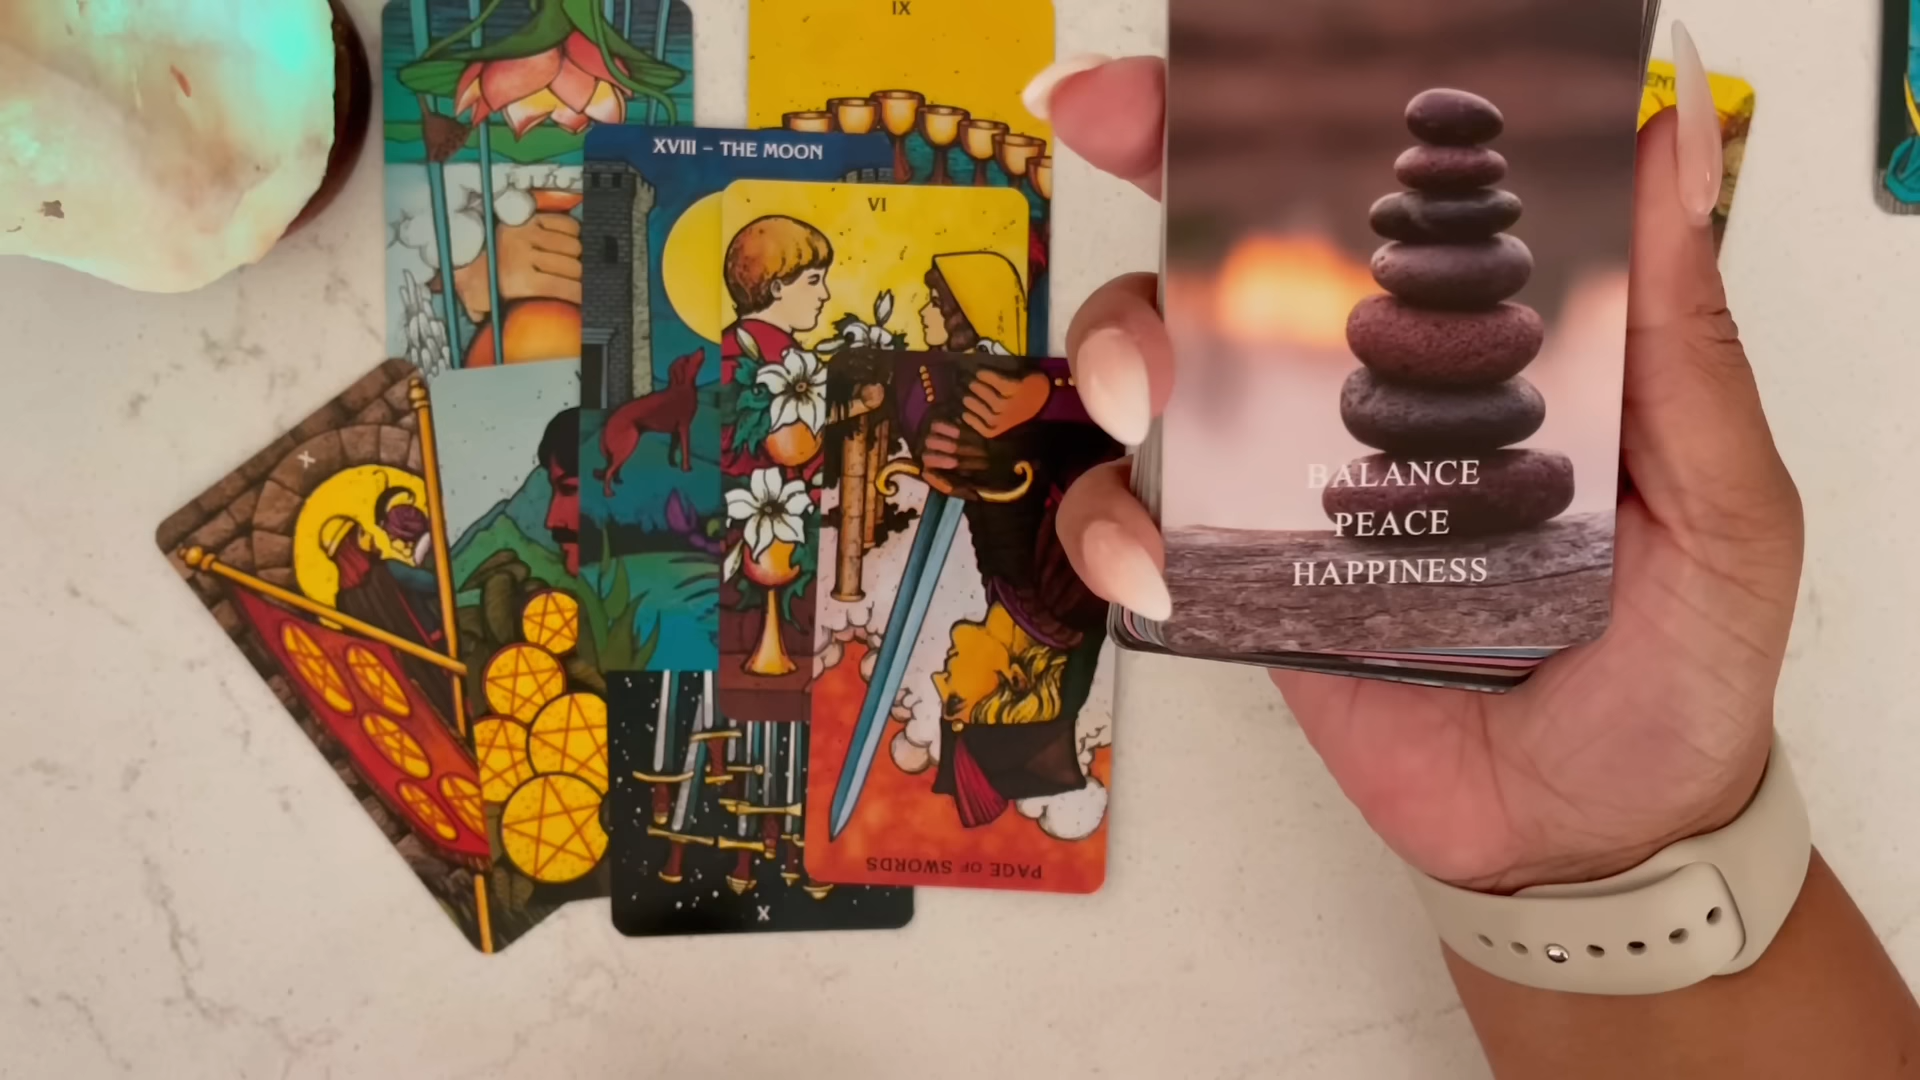 IX
XVIII – THE MOON
VI
X
BALANCE
PEACE
HAPPINESS
PAGE OF SWORDS
X